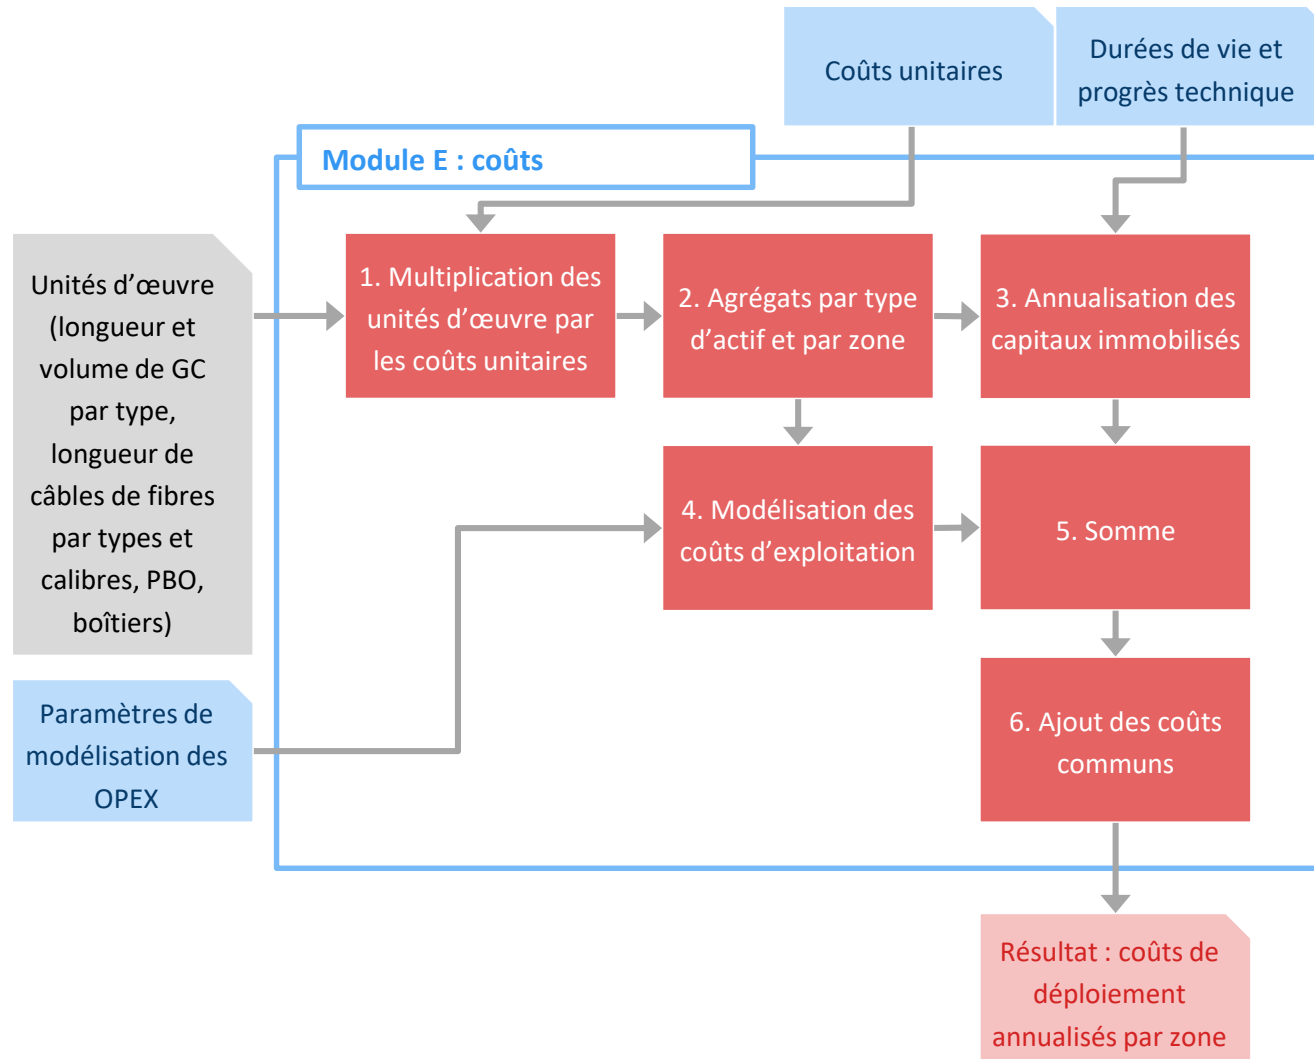 Coûts unitaires
Durées de vie et
progrès technique
Module E : coûts
Unités d’œuvre
(longueur et
volume de GC
par type,
longueur de
câbles de fibres
par types et
calibres, PBO,
boîtiers)
1. Multiplication des
unités d’œuvre par
les coûts unitaires
2. Agrégats par type
d’actif et par zone
3. Annualisation des
capitaux immobilisés
4. Modélisation des
coûts d’exploitation
5. Somme
Paramètres de
modélisation des
OPEX
6. Ajout des coûts
communs
Résultat : coûts de
déploiement
annualisés par zone